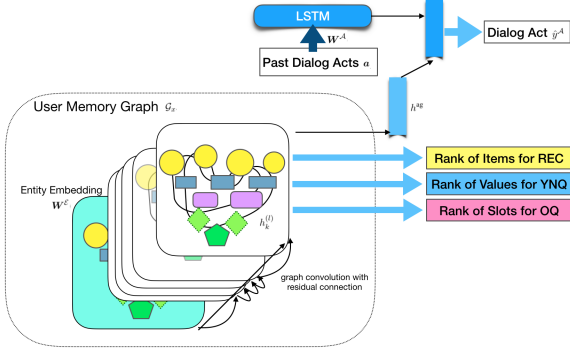 LSTM
W^A
Dialog Act ŷ^A
Past Dialog Acts a
h^ag
User Memory Graph G_x
Rank of Items for REC
Rank of Values for YNQ
Entity Embedding
W^E
Rank of Slots for OQ
h_k^(l)
graph convolution with
residual connection